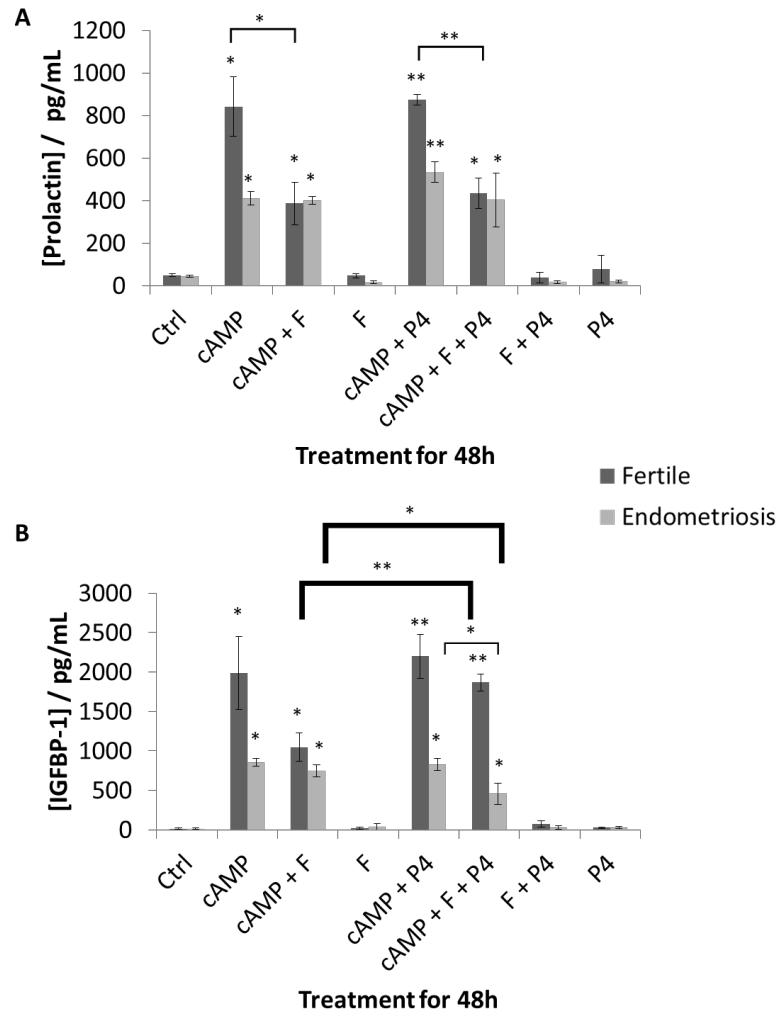 A
[Prolactin] / pg/mL
1200
1000
800
600
400
200
0
*
*
*
*
*
**
**
**
*
*
Ctrl
cAMP
cAMP + F
F
cAMP + P4
cAMP + F + P4
F + P4
P4
Treatment for 48h
Fertile
Endometriosis
B
[IGFBP-1] / pg/mL
3000
2500
2000
1500
1000
500
0
*
**
*
*
*
*
**
*
*
**
*
Ctrl
cAMP
cAMP + F
F
cAMP + P4
cAMP + F + P4
F + P4
P4
Treatment for 48h